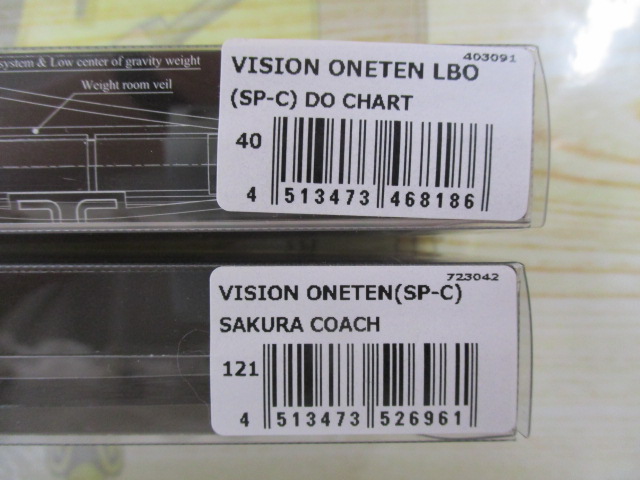 system & Low center of gravity weight
Weight room veil
403091
VISION ONETEN LBO
(SP-C) DO CHART
40
4 513473 468186
723042
VISION ONETEN(SP-C)
SAKURA COACH
121
4 513473 526961